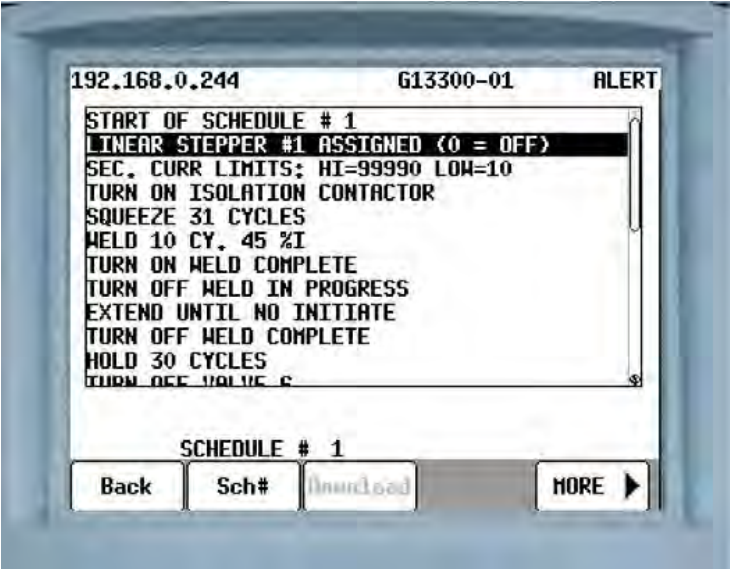 192.168.0.244 G13300-01 ALERT
START OF SCHEDULE # 1
LINEAR STEPPER #1 ASSIGNED (0 = OFF)
SEC. CURR LIMITS: HI=99990 LOW=10
TURN ON ISOLATION CONTACTOR
SQUEEZE 31 CYCLES
WELD 10 CY. 45 %I
TURN ON WELD COMPLETE
TURN OFF WELD IN PROGRESS
EXTEND UNTIL NO INITIATE
TURN OFF WELD COMPLETE
HOLD 30 CYCLES
TURN OFF VALVE
SCHEDULE # 1
Back Sch# Download MORE